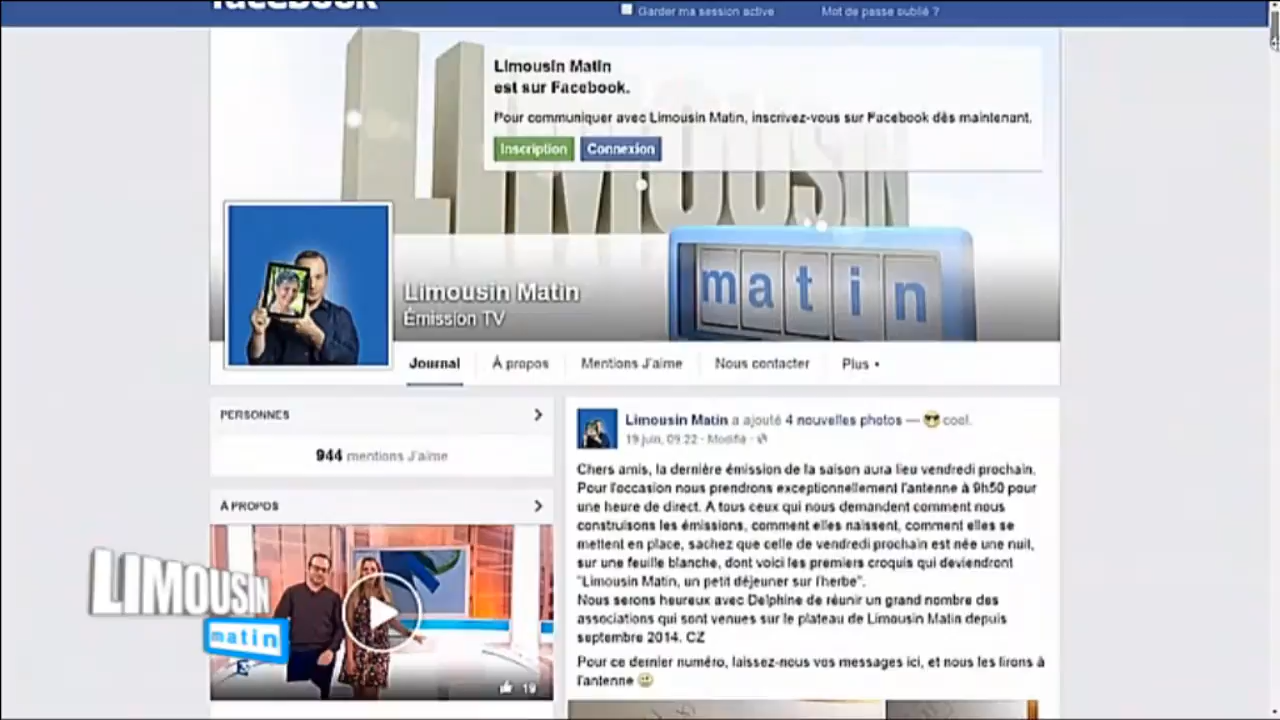 facebook
Garder ma session active
Mot de passe oublié ?
LIMOUSIN
Limousin Matin
est sur Facebook.
Pour communiquer avec Limousin Matin, inscrivez-vous sur Facebook dès maintenant.
Inscription
Connexion
matin
Limousin Matin
Émission TV
Journal
À propos
Mentions J'aime
Nous contacter
Plus
PERSONNES
944 mentions J'aime
À PROPOS
19
LIMOUSIN
matin
Limousin Matin a ajouté 4 nouvelles photos — 😎 cool.
19 juin, 09:22 · Modifié ·
Chers amis, la dernière émission de la saison aura lieu vendredi prochain.
Pour l'occasion nous prendrons exceptionnellement l'antenne à 9h50 pour
une heure de direct. A tous ceux qui nous demandent comment nous
construisons les émissions, comment elles naissent, comment elles se
mettent en place, sachez que celle de vendredi prochain est née une nuit,
sur une feuille blanche, dont voici les premiers croquis qui deviendront
"Limousin Matin, un petit déjeuner sur l'herbe".
Nous serons heureux avec Delphine de réunir un grand nombre des
associations qui sont venues sur le plateau de Limousin Matin depuis
septembre 2014. CZ
Pour ce dernier numéro, laissez-nous vos messages ici, et nous les lirons à
l'antenne 🙂